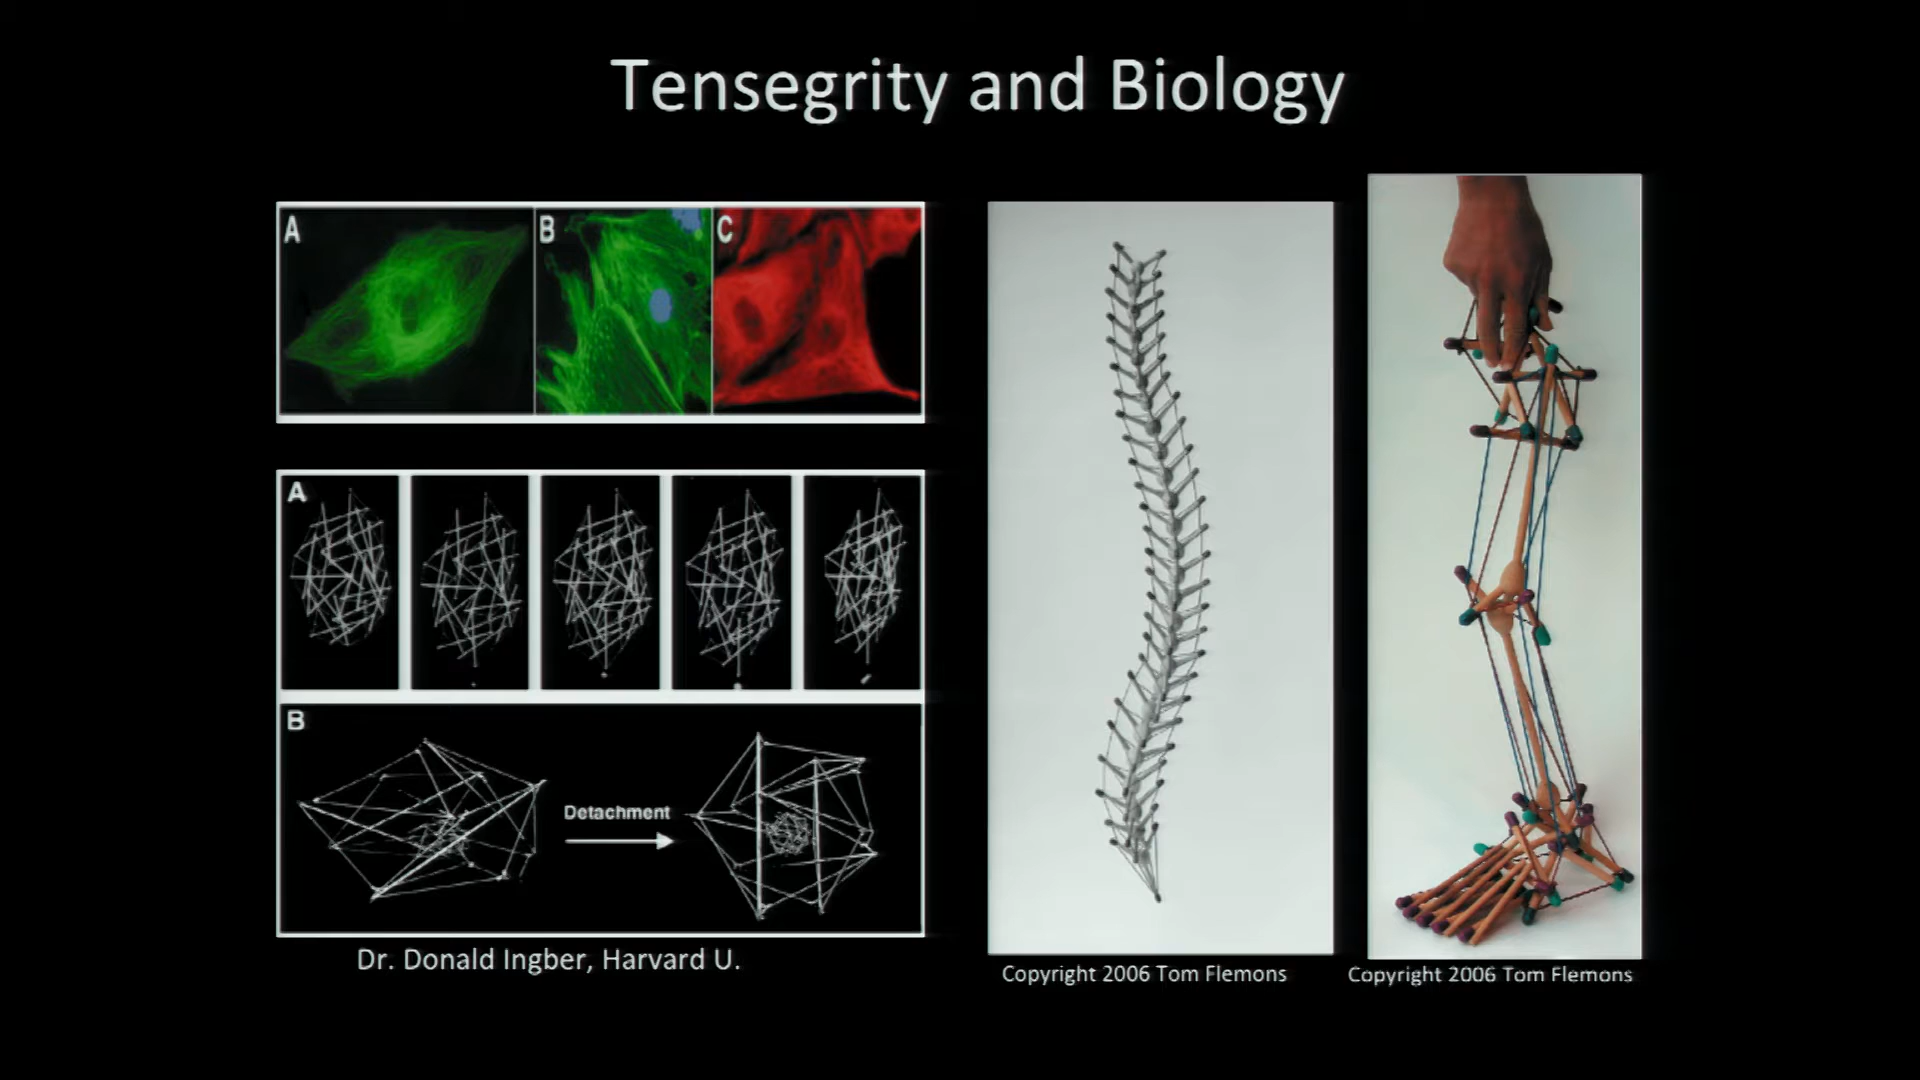 Tensegrity and Biology
A
B
C
A
B
Detachment
Dr. Donald Ingber, Harvard U.
Copyright 2006 Tom Flemons
Copyright 2006 Tom Flemons